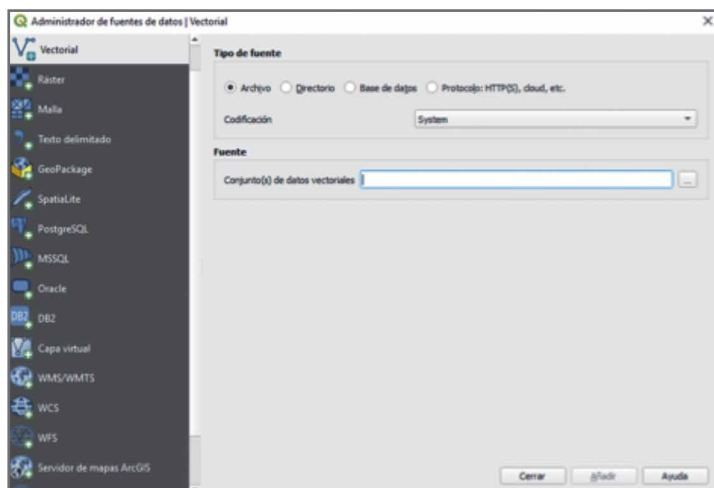 Administrador de fuentes de datos | Vectorial
Vectorial
Ráster
Malla
Texto delimitado
GeoPackage
SpatiaLite
PostgreSQL
MSSQL
Oracle
DB2 DB2
Capa virtual
WMS/WMTS
WCS
WFS
Servidor de mapas ArcGIS
Tipo de fuente
Archivo Directorio Base de datos Protocolo: HTTP(S), cloud, etc.
Codificación System
Fuente
Conjunto(s) de datos vectoriales ...
Cerrar Añadir Ayuda